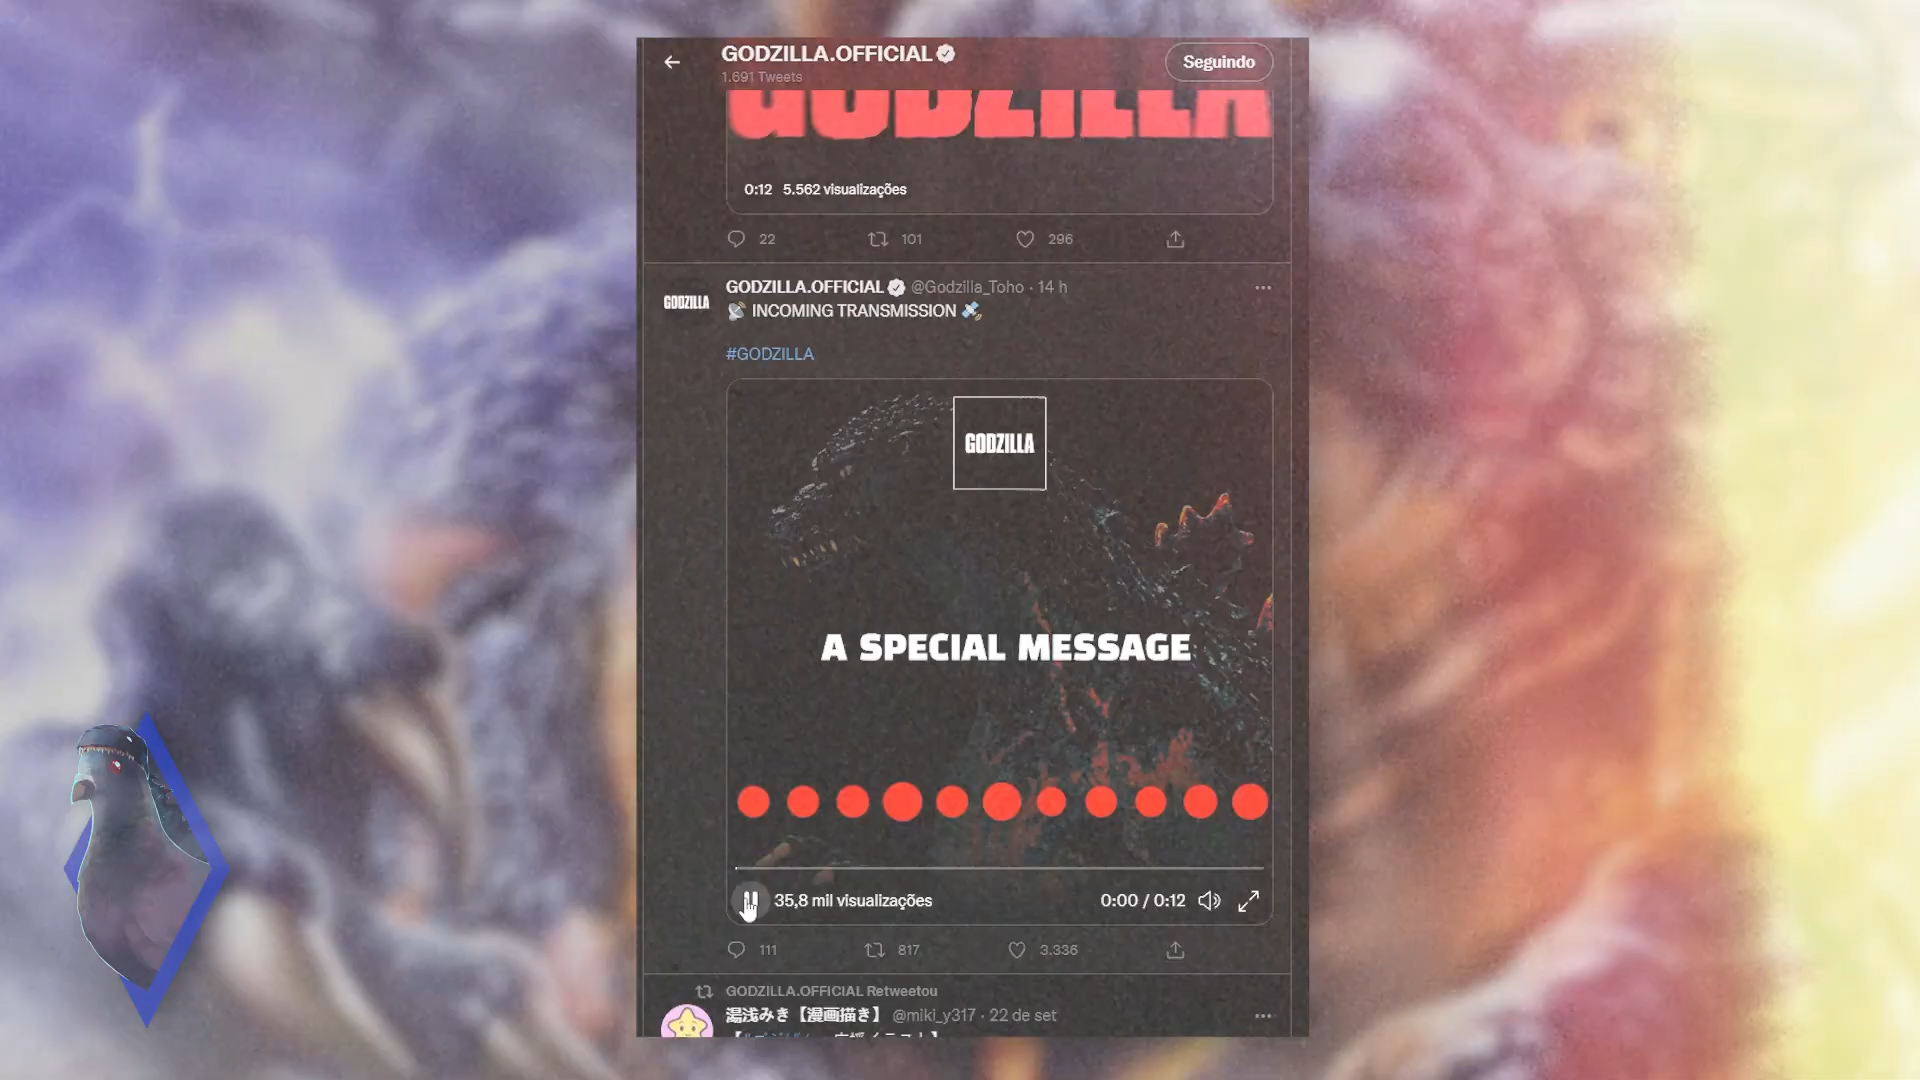 GODZILLA.OFFICIAL
1.691 Tweets
Seguindo
GODZILLA
0:12 5.562 visualizações
22 101 296
GODZILLA
GODZILLA.OFFICIAL @Godzilla_Toho · 14 h
INCOMING TRANSMISSION
#GODZILLA
GODZILLA
A SPECIAL MESSAGE
35,8 mil visualizações 0:00 / 0:12
111 817 3.336
GODZILLA.OFFICIAL Retweetou
湯浅みき【漫画描き】 @miki_y317 · 22 de set